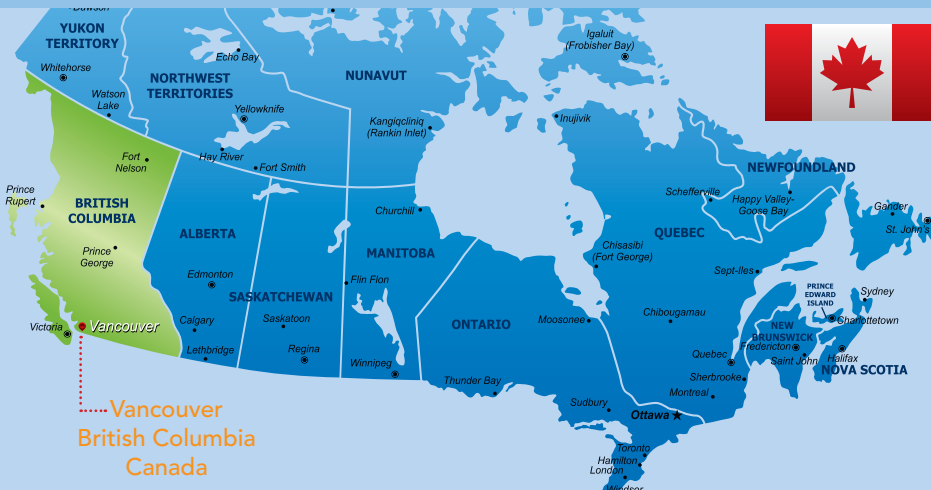 Dawson
YUKON
TERRITORY
Whitehorse
Watson
Lake
Echo Bay
NORTHWEST
TERRITORIES
Yellowknife
Hay River
Fort Smith
NUNAVUT
Kangiqcliniq
(Rankin Inlet)
Igaluit
(Frobisher Bay)
Inujivik
Fort
Nelson
Prince
Rupert
BRITISH
COLUMBIA
Prince
George
Victoria
Vancouver
ALBERTA
Edmonton
Calgary
Lethbridge
SASKATCHEWAN
Saskatoon
Regina
Churchill
MANITOBA
Flin Flon
Winnipeg
ONTARIO
Moosonee
Thunder Bay
Sudbury
Ottawa
Toronto
Hamilton
London
Windsor
NEWFOUNDLAND
Schefferville
Happy Valley-
Goose Bay
Gander
St. John's
QUEBEC
Chisasibi
(Fort George)
Sept-Iles
Chibougamau
Quebec
Sherbrooke
Montreal
PRINCE
EDWARD
ISLAND
Sydney
Charlottetown
NEW
BRUNSWICK
Fredericton
Saint John
Halifax
NOVA SCOTIA
Vancouver
British Columbia
Canada